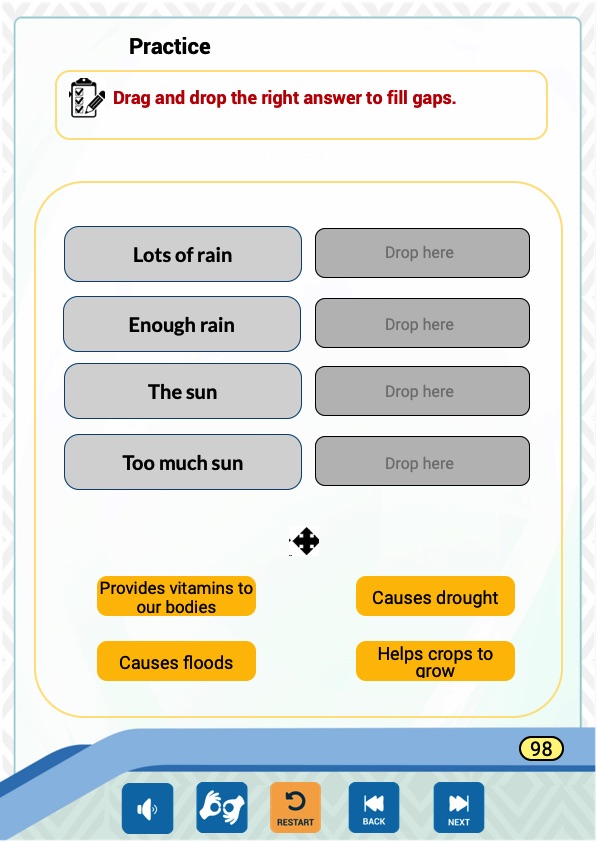 Practice
Drag and drop the right answer to fill gaps.
Lots of rain
Drop here
Enough rain
Drop here
The sun
Drop here
Too much sun
Drop here
Provides vitamins to
our bodies
Causes drought
Causes floods
Helps crops to
grow
98
RESTART
BACK
NEXT